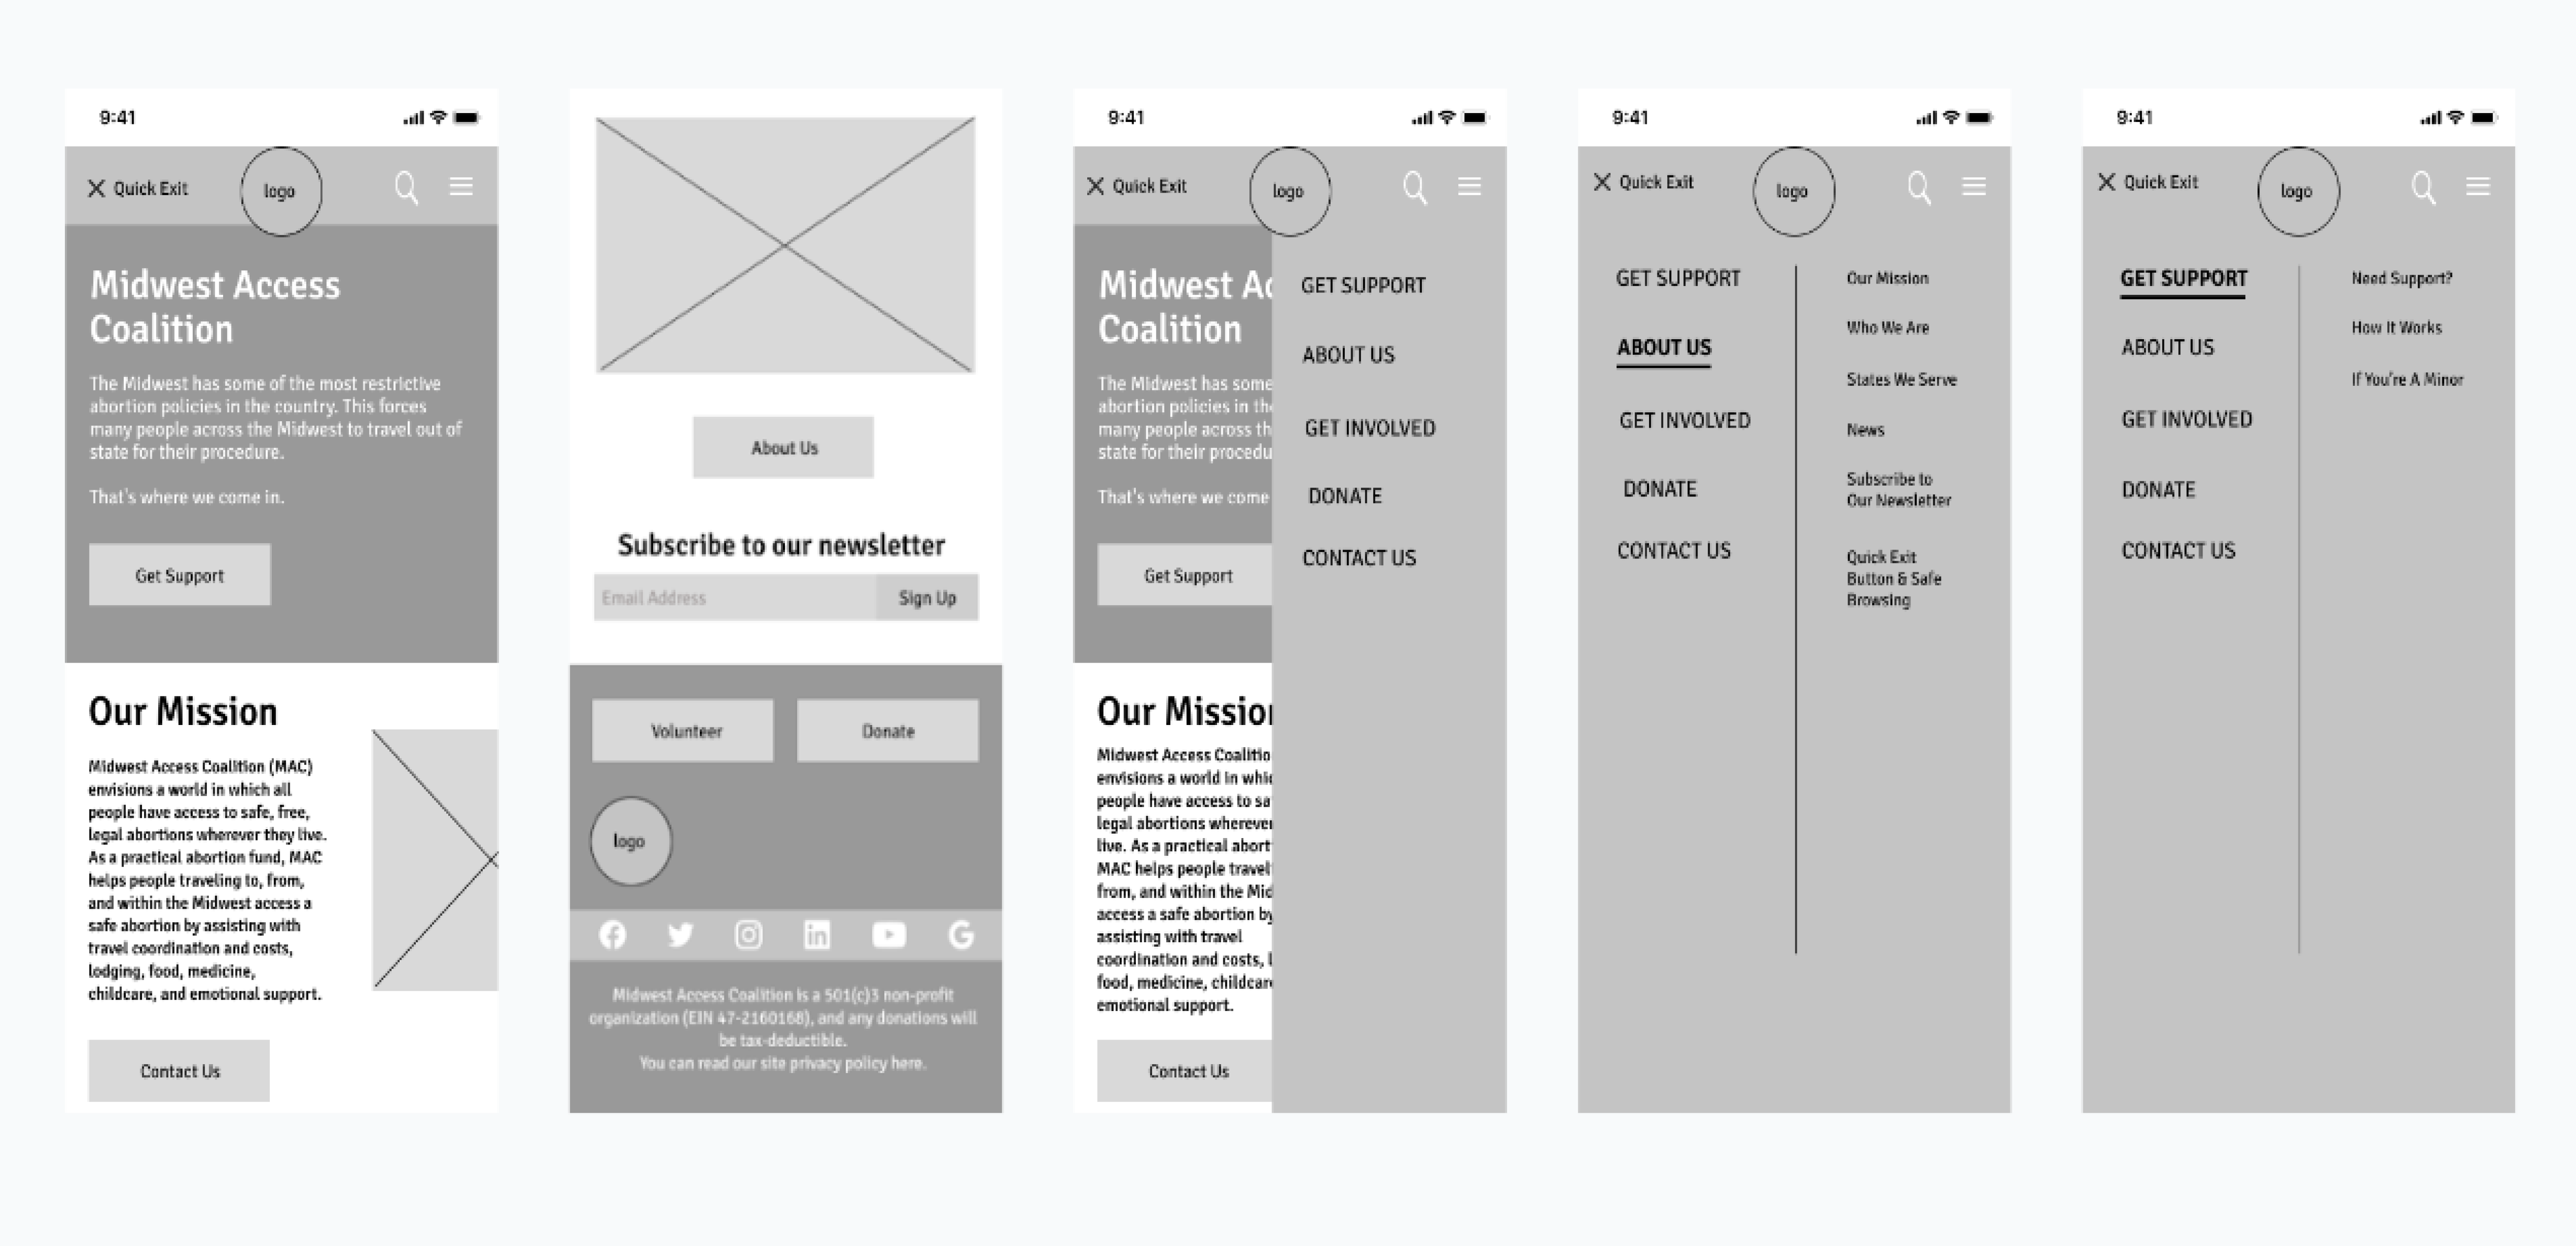 9:41
Quick Exit
logo
Midwest Access
Coalition
The Midwest has some of the most restrictive
abortion policies in the country. This forces
many people across the Midwest to travel out of
state for their procedure.
That's where we come in.
Get Support
Our Mission
Midwest Access Coalition (MAC)
envisions a world in which all
people have access to safe, free,
legal abortions wherever they live.
As a practical abortion fund, MAC
helps people traveling to, from,
and within the Midwest access a
safe abortion by assisting with
travel coordination and costs,
lodging, food, medicine,
childcare, and emotional support.
Contact Us
About Us
Subscribe to our newsletter
Email Address
Sign Up
Volunteer
Donate
logo
Midwest Access Coalition is a 501(c)3 non-profit
organization (EIN 47-2160168), and any donations will
be tax-deductible.
You can read our site privacy policy here.
9:41
Quick Exit
logo
Midwest Ac
Coalition
The Midwest has some
abortion policies in the
many people across th
state for their procedu
That's where we come
Get Support
Our Mission
Midwest Access Coalitio
envisions a world in whic
people have access to sa
legal abortions wherever
live. As a practical abort
MAC helps people travel
from, and within the Mid
access a safe abortion by
assisting with travel
coordination and costs, l
food, medicine, childcar
emotional support.
Contact Us
GET SUPPORT
ABOUT US
GET INVOLVED
DONATE
CONTACT US
9:41
Quick Exit
logo
GET SUPPORT
ABOUT US
GET INVOLVED
DONATE
CONTACT US
Our Mission
Who We Are
States We Serve
News
Subscribe to
Our Newsletter
Quick Exit
Button & Safe
Browsing
9:41
Quick Exit
logo
GET SUPPORT
ABOUT US
GET INVOLVED
DONATE
CONTACT US
Need Support?
How It Works
If You're A Minor